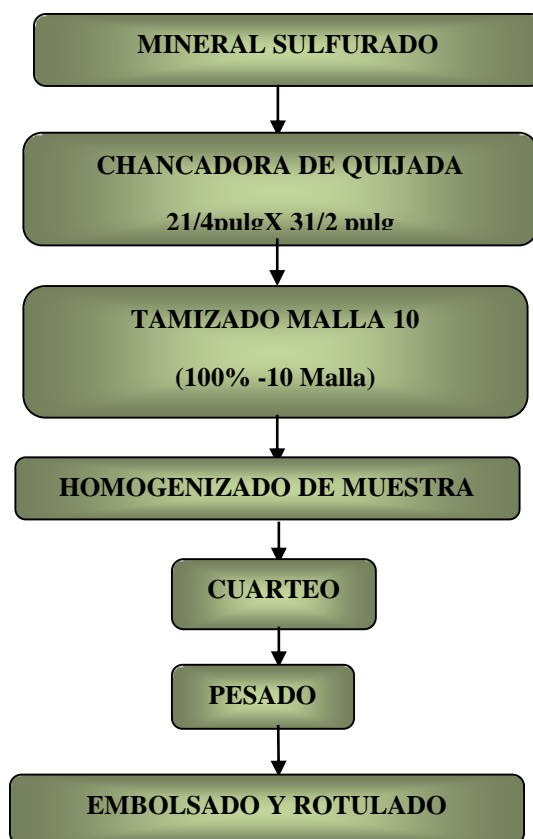 MINERAL SULFURADO
CHANCADORA DE QUIJADA
21/4pulgX 31/2 pulg
TAMIZADO MALLA 10
(100% -10 Malla)
HOMOGENIZADO DE MUESTRA
CUARTEO
PESADO
EMBOLSADO Y ROTULADO